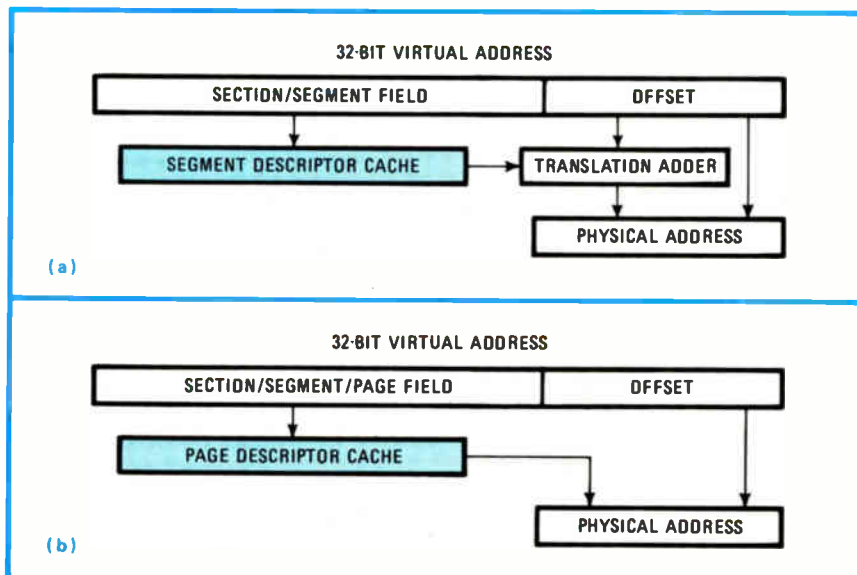 32-BIT VIRTUAL ADDRESS
SECTION/SEGMENT FIELD
OFFSET
SEGMENT DESCRIPTOR CACHE
TRANSLATION ADDER
PHYSICAL ADDRESS
(a)
32-BIT VIRTUAL ADDRESS
SECTION/SEGMENT/PAGE FIELD
OFFSET
PAGE DESCRIPTOR CACHE
PHYSICAL ADDRESS
(b)